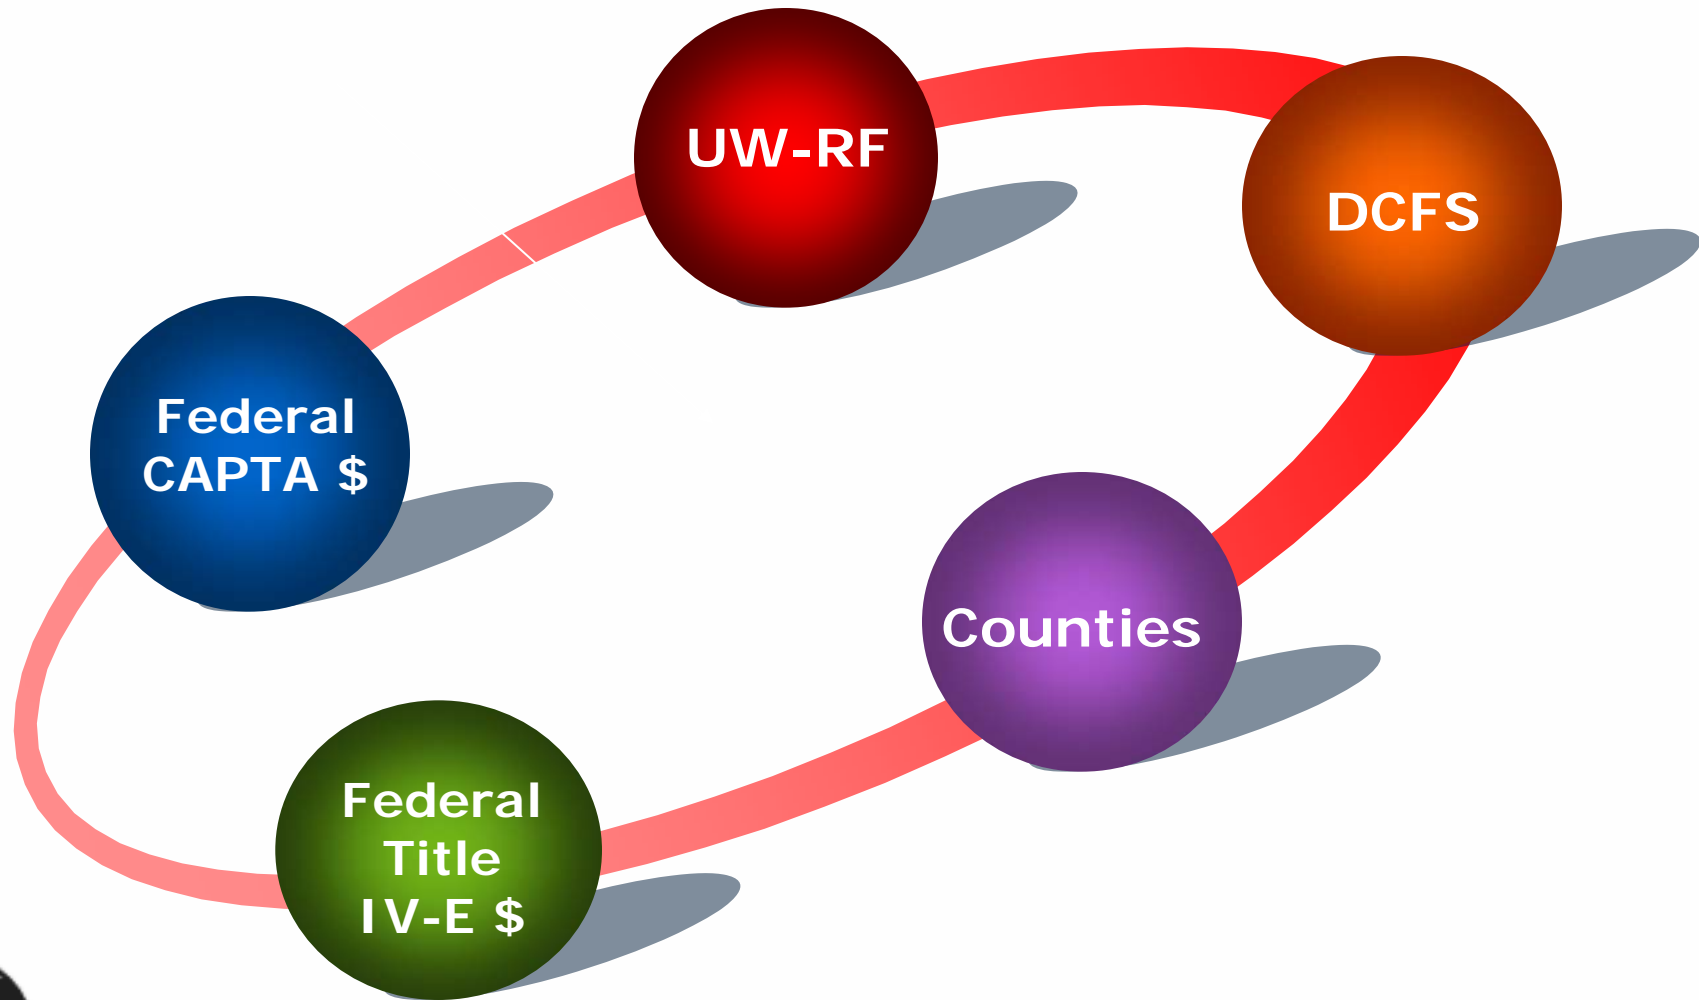 UW-RF
DCFS
Federal
CAPTA $
Counties
Federal
Title
IV-E $